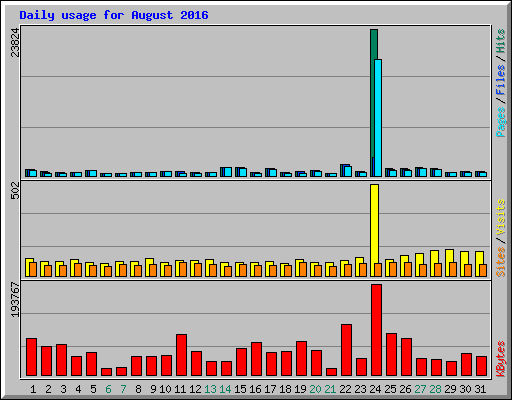 Daily usage for August 2016
23824
Pages/Files/Hits
502
Sites/Visits
193767
KBytes
1 2 3 4 5 6 7 8 9 10 11 12 13 14 15 16 17 18 19 20 21 22 23 24 25 26 27 28 29 30 31